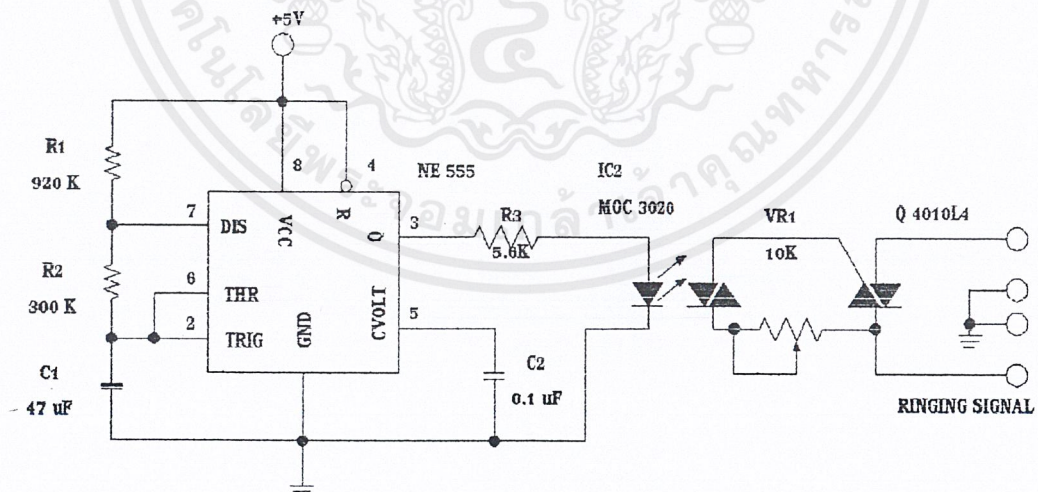 +5V
R1
920 K
8
4
NE 555
IC2
MOC 3020
7
DIS
VCC
R
Q
3
R3
5.6K
VR1
10K
Q 4010L4
R2
300 K
6
THR
2
TRIG
GND
CVOLT
5
C1
47 uF
C2
0.1 uF
RINGING SIGNAL